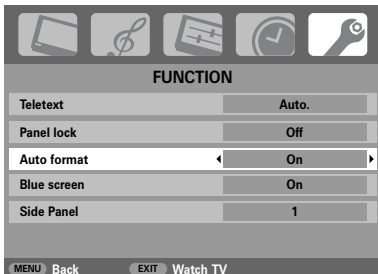 FUNCTION
Teletext Auto.
Panel lock Off
Auto format On
Blue screen On
Side Panel 1
MENU Back EXIT Watch TV